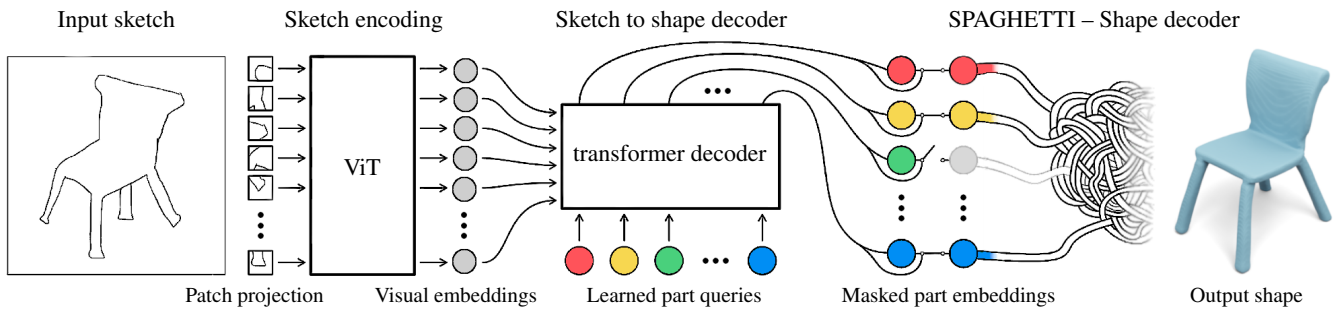 Input sketch
Sketch encoding
Sketch to shape decoder
SPAGHETTI – Shape decoder
ViT
transformer decoder
Patch projection
Visual embeddings
Learned part queries
Masked part embeddings
Output shape